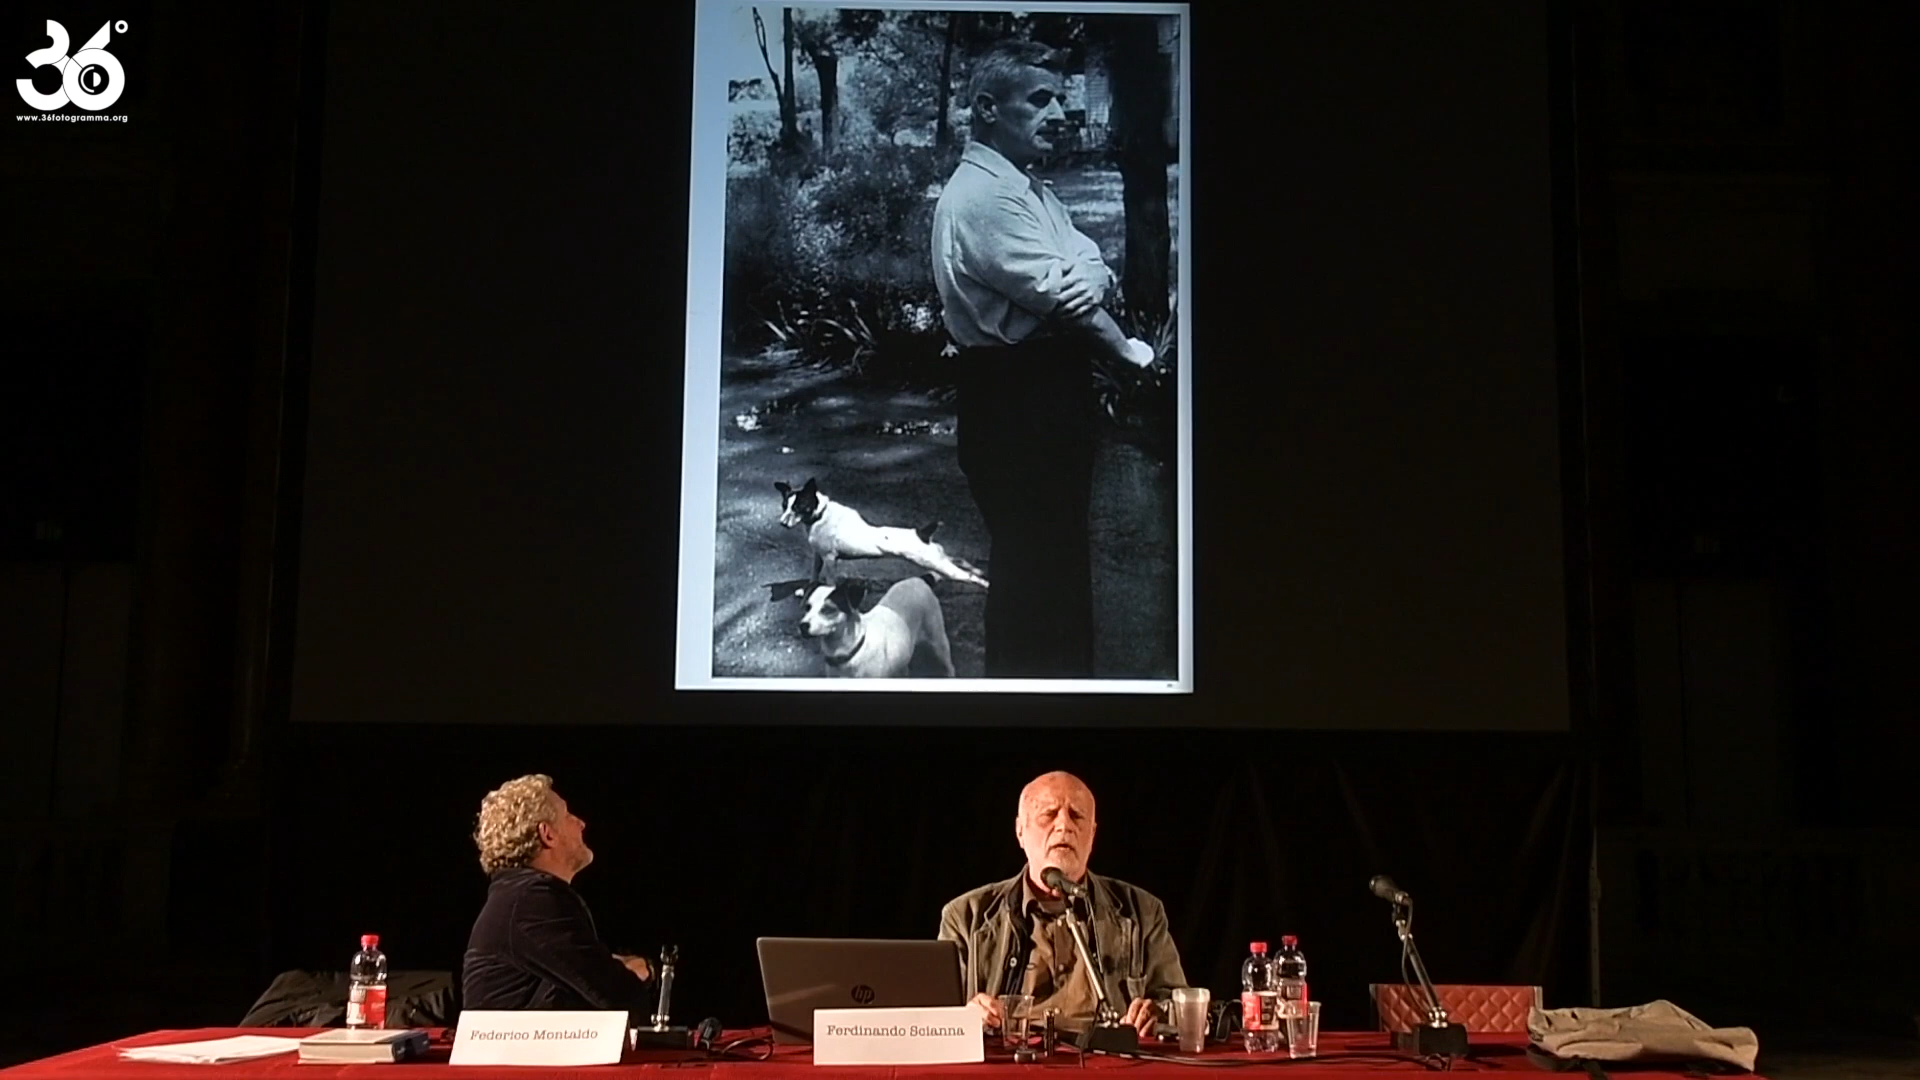 36°
www.36fotogramma.org
hp
Federico Montaldo
Ferdinando Scianna